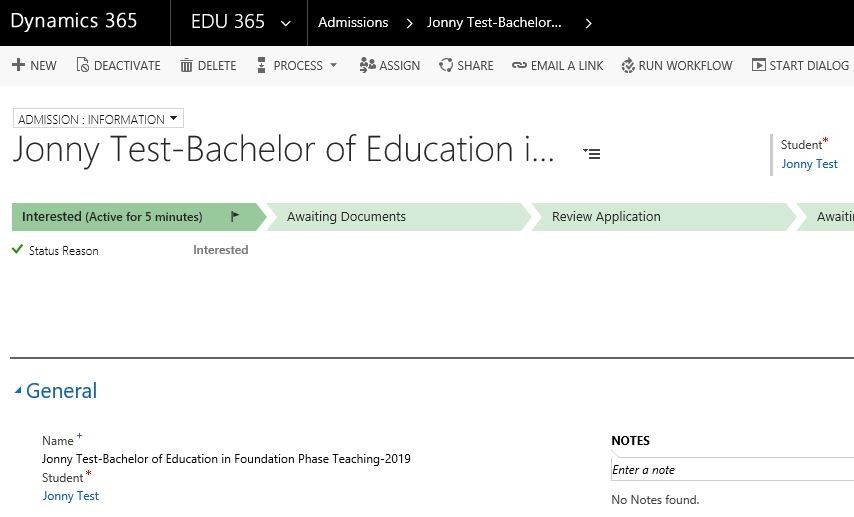 Dynamics 365 EDU 365 Admissions Jonny Test-Bachelor...
NEW DEACTIVATE DELETE PROCESS ASSIGN SHARE EMAIL A LINK RUN WORKFLOW START DIALOG
ADMISSION : INFORMATION
Jonny Test-Bachelor of Education i...
Student*
Jonny Test
Interested (Active for 5 minutes) Awaiting Documents Review Application Awaiti
Status Reason Interested
General
Name +
Jonny Test-Bachelor of Education in Foundation Phase Teaching-2019
Student*
Jonny Test
NOTES
Enter a note
No Notes found.